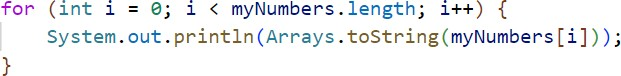 for (int i = 0; i < myNumbers.length; i++) {
    System.out.println(Arrays.toString(myNumbers[i]));
}